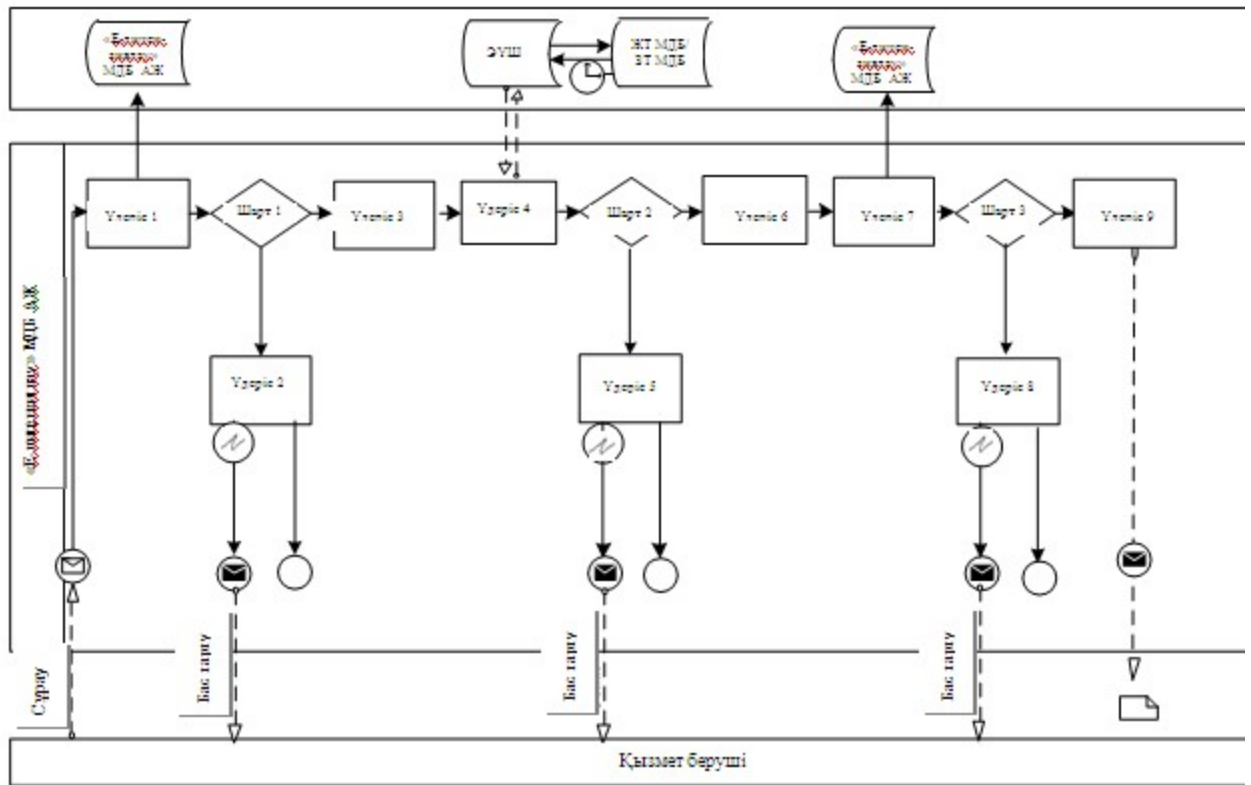 МДБ АЖ
ЭҮШ
ЖТ МДБ/
ЗТ МДБ
МДБ АЖ
Үдеріс 1
Шарт 1
Үдеріс 3
Үдеріс 4
Шарт 2
Үдеріс 6
Үдеріс 7
Шарт 3
Үдеріс 9
МДБ АЖ
Үдеріс 2
Үдеріс 5
Үдеріс 8
Сұрау
Бас тарту
Бас тарту
Бас тарту
Қызмет беруші